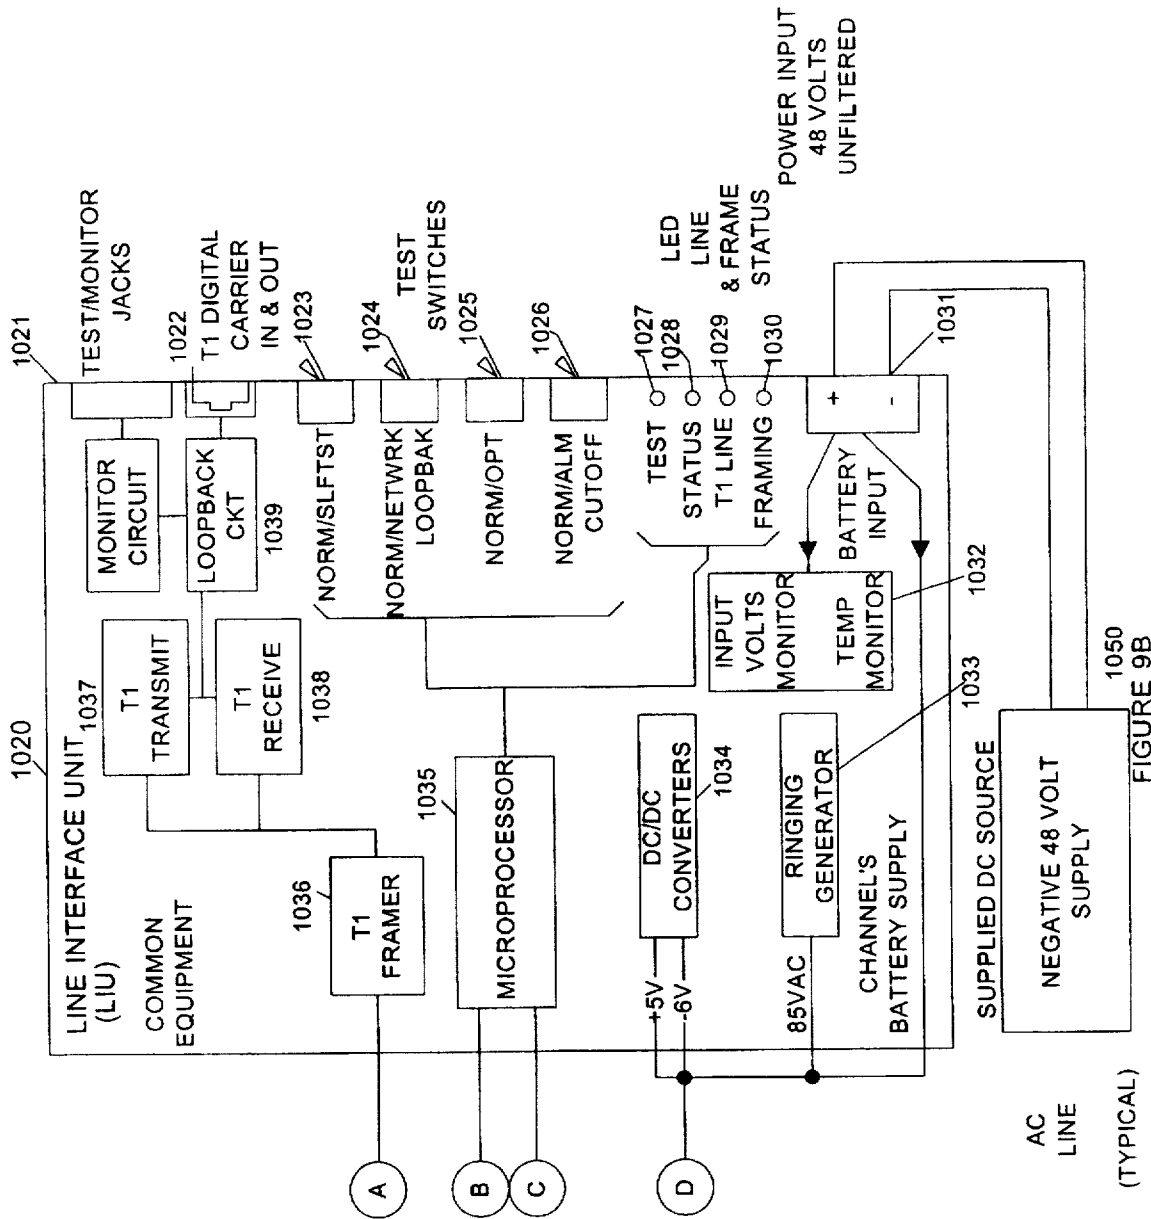 1020
LINE INTERFACE UNIT
(LIU)
COMMON
EQUIPMENT
1036
T1
FRAMER
1037
T1
TRANSMIT
T1
RECEIVE
1038
MONITOR
CIRCUIT
LOOPBACK
CKT
1039
1021
TEST/MONITOR
JACKS
1022
T1 DIGITAL
CARRIER
IN & OUT
1023
1024
TEST
SWITCHES
1025
1026
NORM/SLFTST
NORM/NETWRK
LOOPBAK
NORM/OPT
NORM/ALM
CUTOFF
1035
MICROPROCESSOR
TEST
STATUS
T1 LINE
FRAMING
1027
1028
1029
1030
LED
LINE
& FRAME
STATUS
POWER INPUT
48 VOLTS
UNFILTERED
+
-
1031
BATTERY
INPUT
INPUT
VOLTS
MONITOR
TEMP
MONITOR
1032
DC/DC
CONVERTERS
1034
+5V
-6V
RINGING
GENERATOR
1033
85VAC
CHANNEL'S
BATTERY SUPPLY
A
B
C
D
SUPPLIED DC SOURCE
NEGATIVE 48 VOLT
SUPPLY
1050
AC
LINE
(TYPICAL)
FIGURE 9B